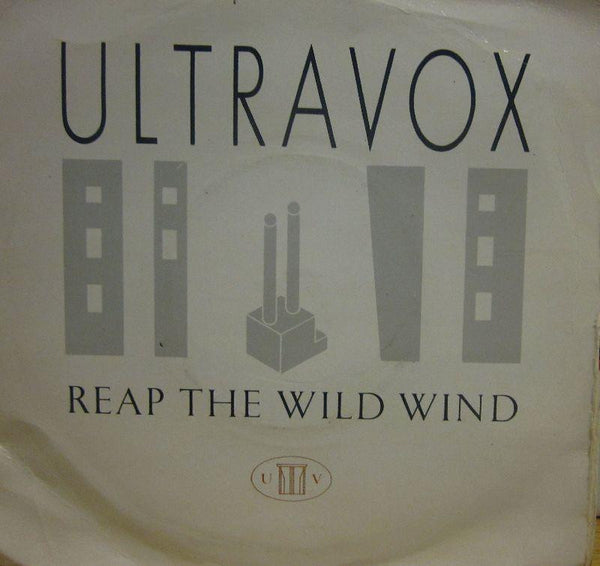 ULTRAVOX
REAP THE WILD WIND
U V